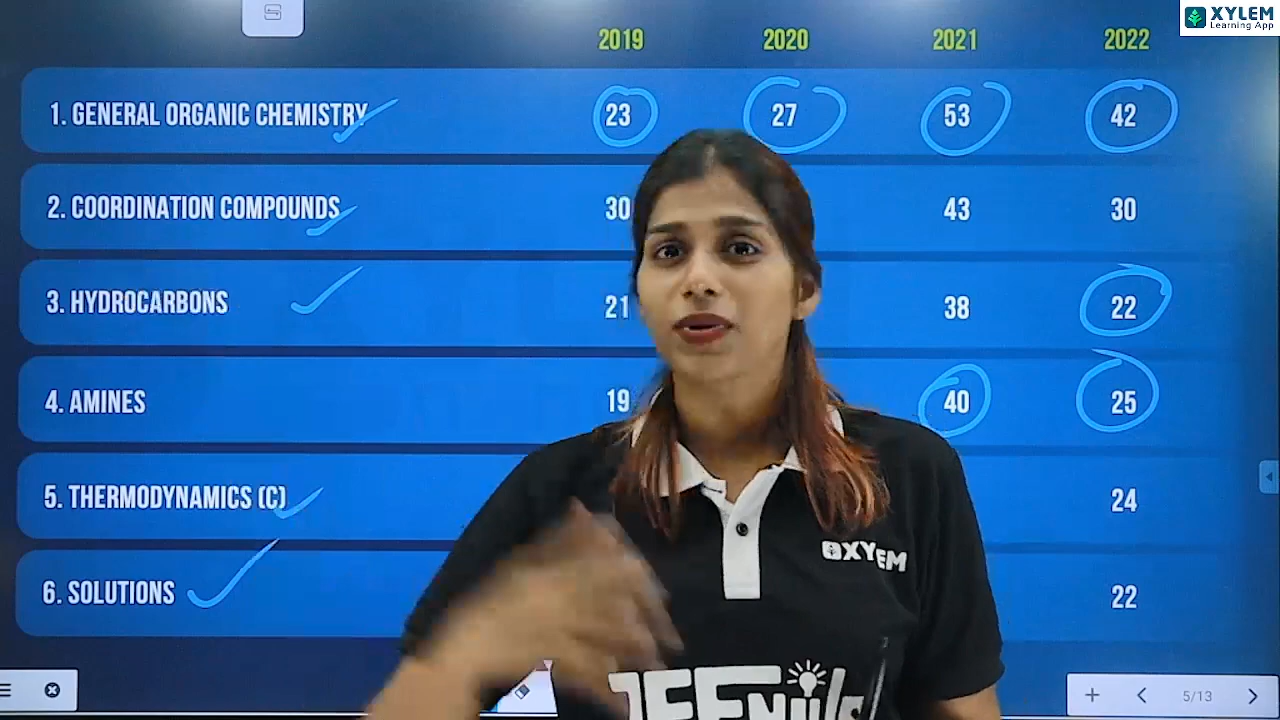 XYLEM
Learning App
2019 2020 2021 2022
1. GENERAL ORGANIC CHEMISTRY 23 27 53 42
2. COORDINATION COMPOUNDS 30 43 30
3. HYDROCARBONS 21 38 22
4. AMINES 19 40 25
5. THERMODYNAMICS (C) 24
6. SOLUTIONS 22
XYLEM
JEEnius
5/13